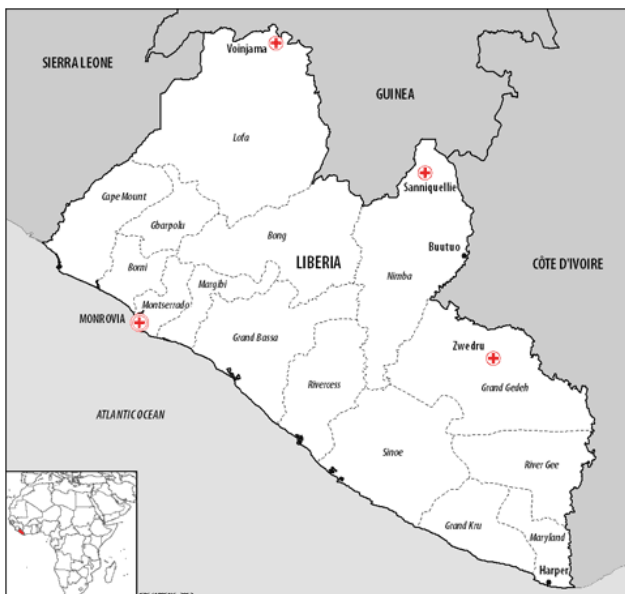 Voinjama
SIERRA LEONE
GUINEA
Lofa
Sanniquellie
Cape Mount
Gbarpolu
Bong
LIBERIA
Buutuo
CÔTE D'IVOIRE
Bomi
Margibi
Nimba
Montserrado
MONROVIA
Grand Bassa
Zwedru
Rivercess
Grand Gedeh
ATLANTIC OCEAN
Sinoe
River Gee
Grand Kru
Maryland
Harper